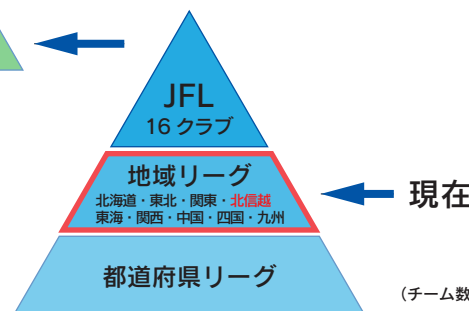 JFL
16 クラブ
地域リーグ
北海道・東北・関東・北信越
東海・関西・中国・四国・九州
現在
都道府県リーグ
（チーム数